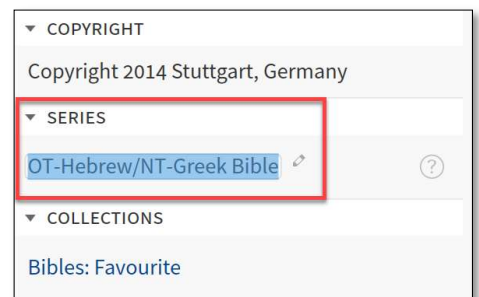 COPYRIGHT
Copyright 2014 Stuttgart, Germany
SERIES
OT-Hebrew/NT-Greek Bible
?
COLLECTIONS
Bibles: Favourite